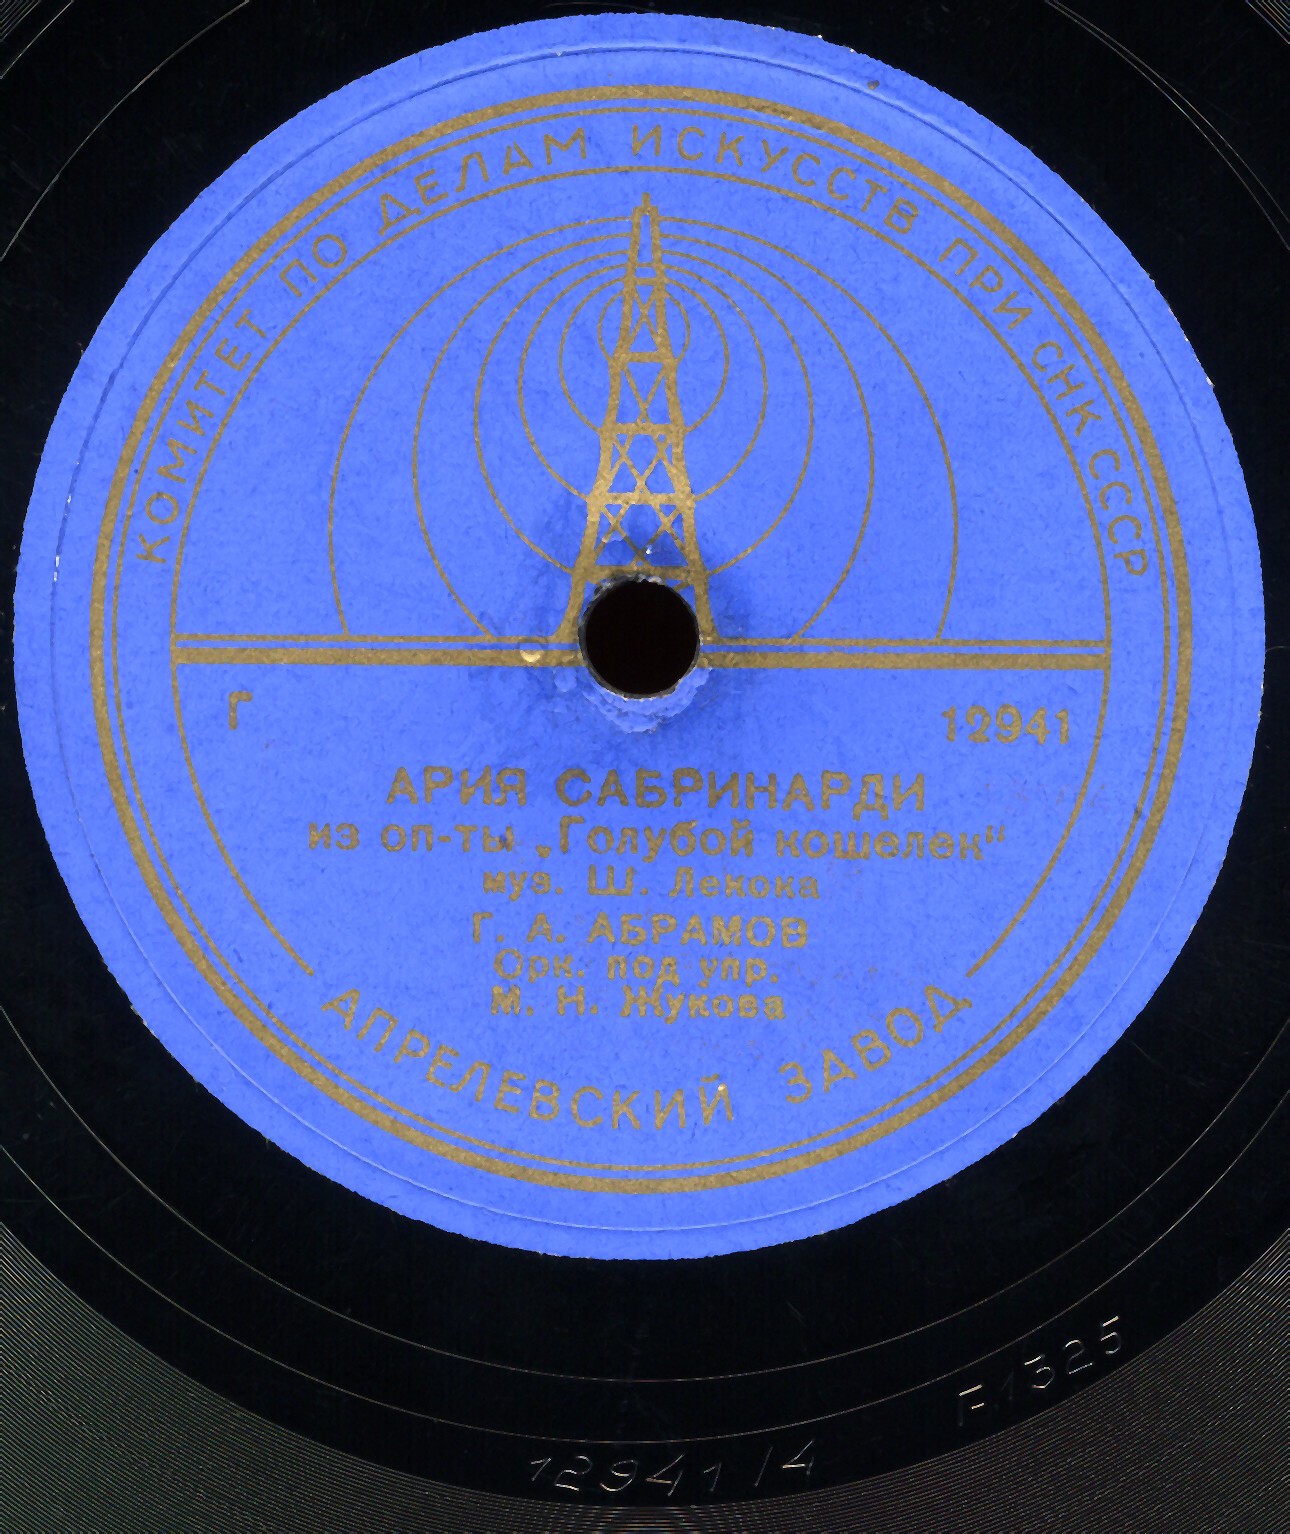 КОМИТЕТ ПО ДЕЛАМ ИСКУССТВ ПРИ СНК СССР
Г 12941
АРИЯ САБРИНАРДИ
из оп-ты „Голубой кошелек"
муз. Ш. Лекока
Г. А. АБРАМОВ
Орк. под упр.
М. Н. Жукова
АПРЕЛЕВСКИЙ ЗАВОД
F1325
12941/4